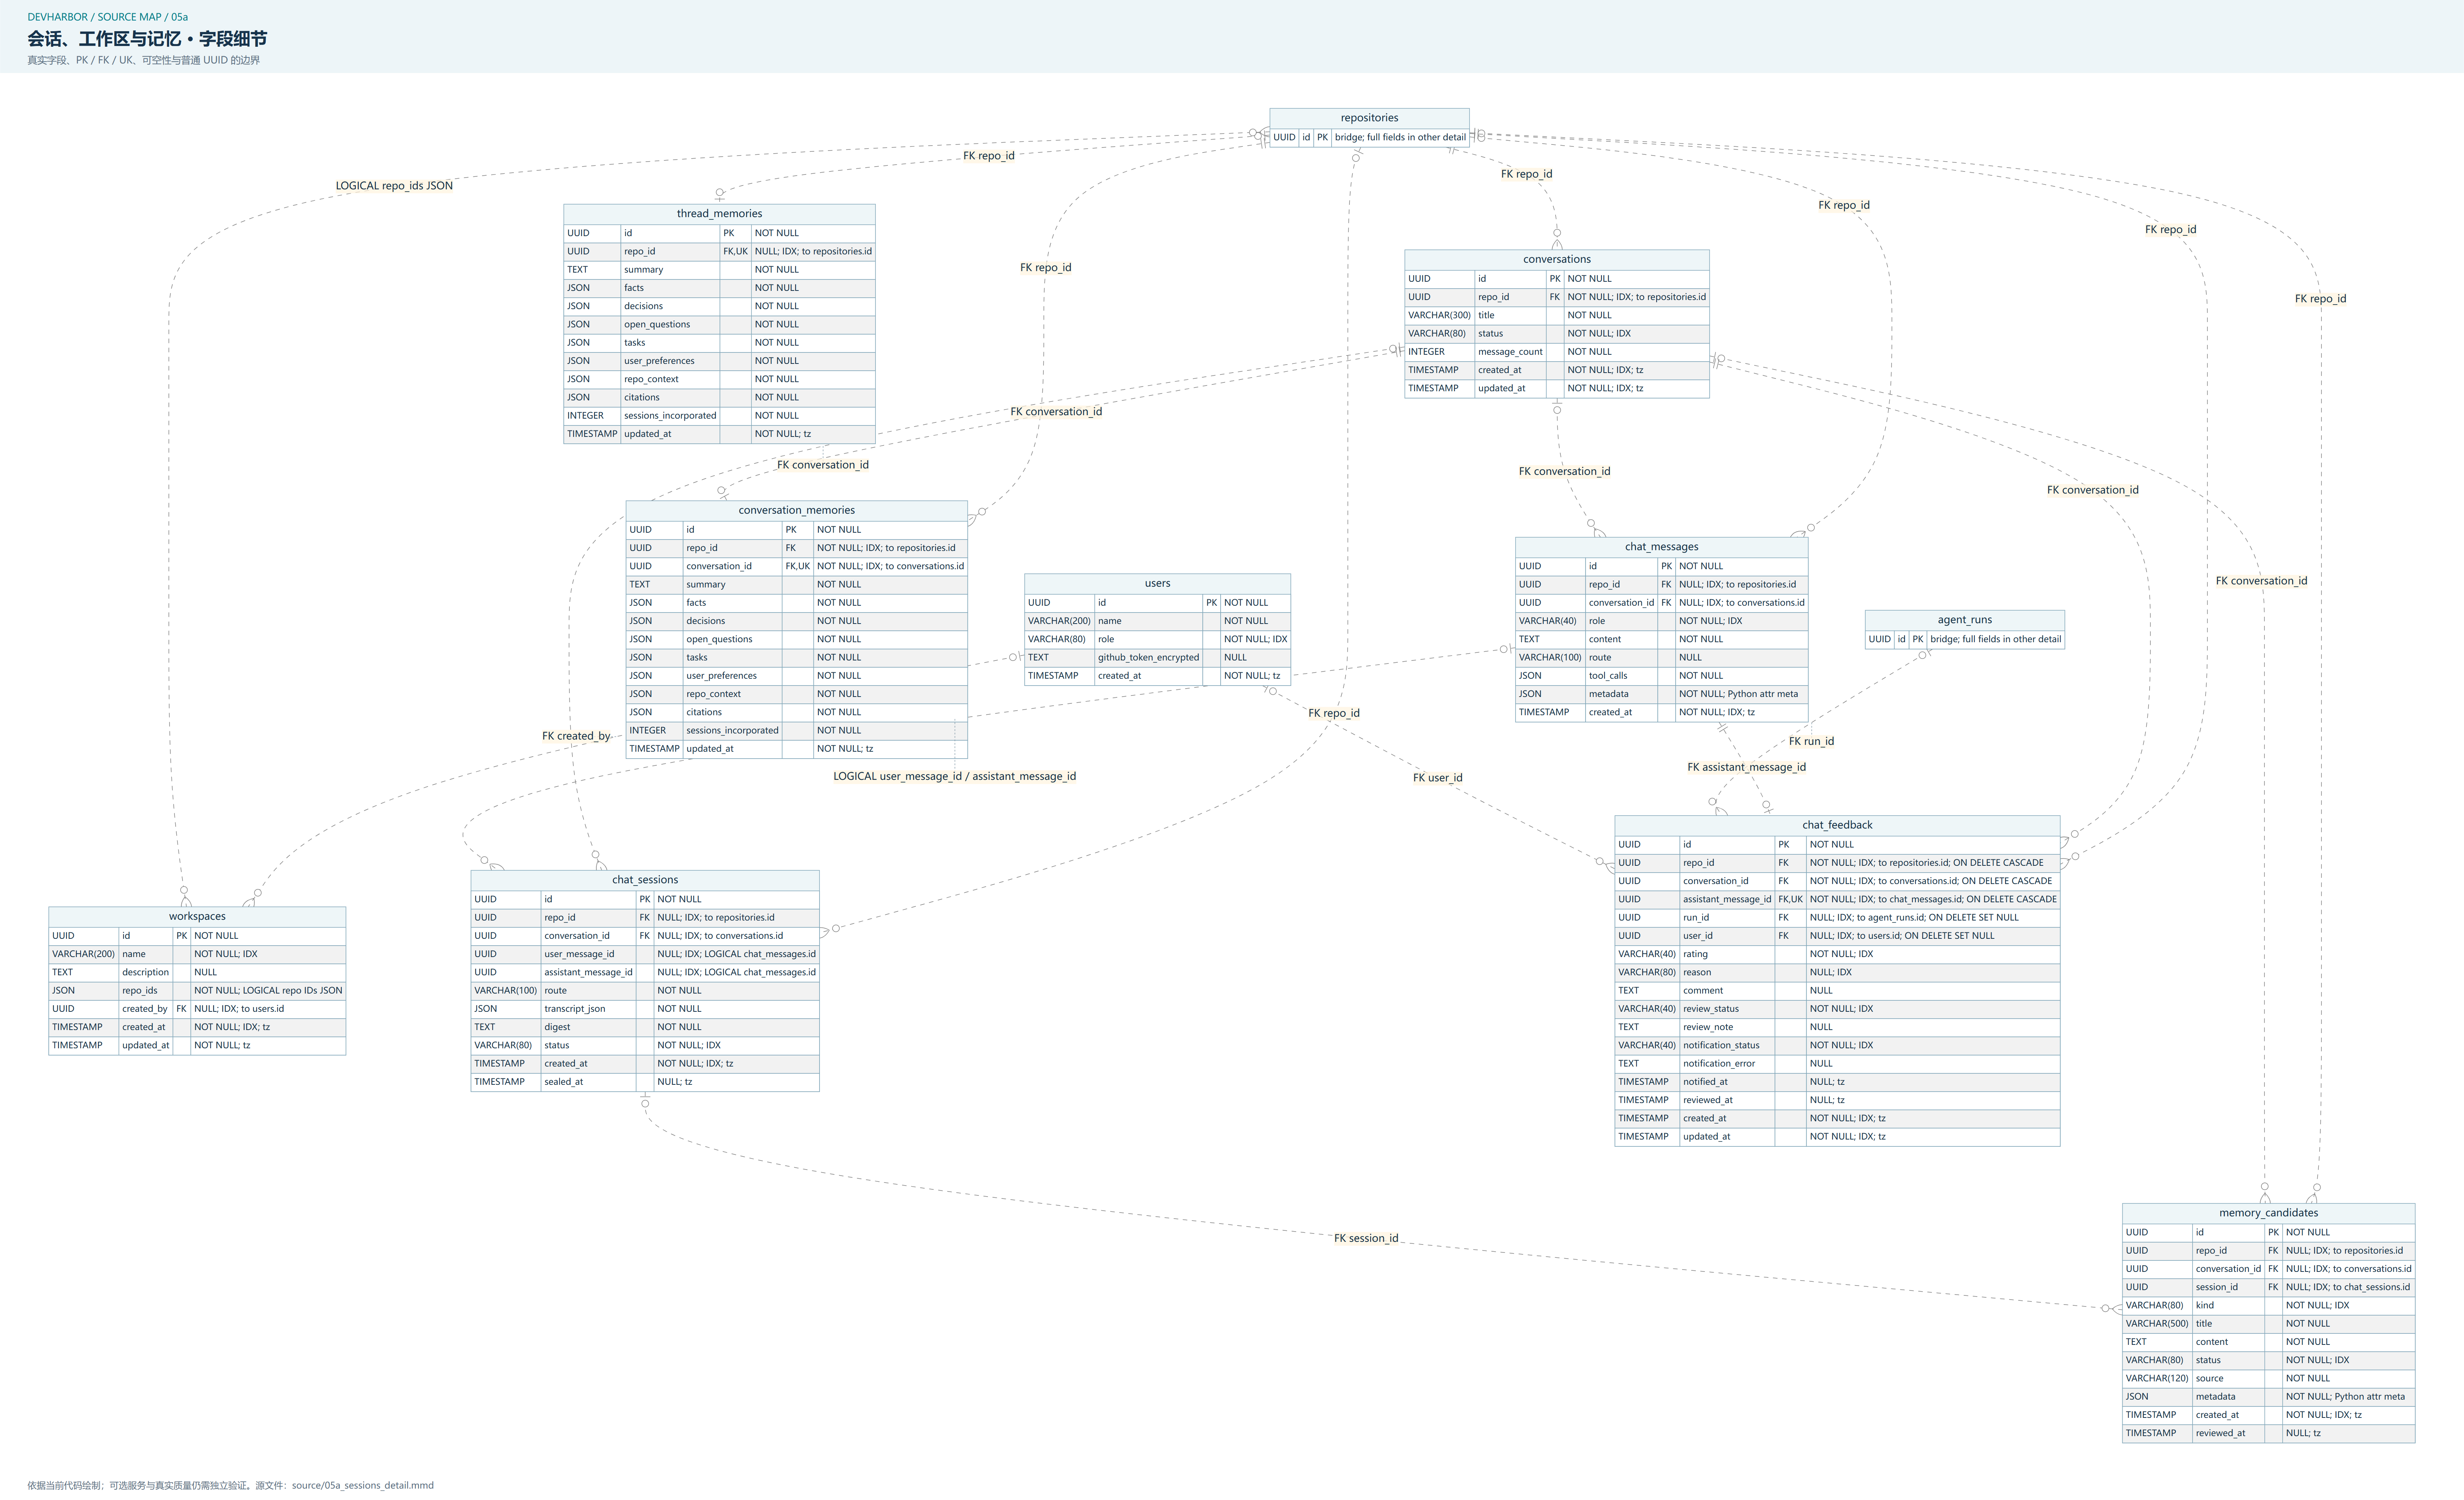 DEVHARBOR / SOURCE MAP / 05a
会话、工作区与记忆 · 字段细节
真实字段、PK / FK / UK、可空性与普通 UUID 的边界
repositories
UUID id PK bridge; full fields in other detail
FK repo_id
LOGICAL repo_ids JSON
FK repo_id
FK repo_id
FK repo_id
FK repo_id
FK repo_id
thread_memories
UUID id PK NOT NULL
UUID repo_id FK,UK NULL; IDX; to repositories.id
TEXT summary NOT NULL
JSON facts NOT NULL
JSON decisions NOT NULL
JSON open_questions NOT NULL
JSON tasks NOT NULL
JSON user_preferences NOT NULL
JSON repo_context NOT NULL
JSON citations NOT NULL
INTEGER sessions_incorporated NOT NULL
TIMESTAMP updated_at NOT NULL; tz
conversations
UUID id PK NOT NULL
UUID repo_id FK NOT NULL; IDX; to repositories.id
VARCHAR(300) title NOT NULL
VARCHAR(80) status NOT NULL; IDX
INTEGER message_count NOT NULL
TIMESTAMP created_at NOT NULL; IDX; tz
TIMESTAMP updated_at NOT NULL; IDX; tz
FK conversation_id
FK conversation_id
FK conversation_id
FK conversation_id
FK conversation_id
conversation_memories
UUID id PK NOT NULL
UUID repo_id FK NOT NULL; IDX; to repositories.id
UUID conversation_id FK,UK NOT NULL; IDX; to conversations.id
TEXT summary NOT NULL
JSON facts NOT NULL
JSON decisions NOT NULL
JSON open_questions NOT NULL
JSON tasks NOT NULL
JSON user_preferences NOT NULL
JSON repo_context NOT NULL
JSON citations NOT NULL
INTEGER sessions_incorporated NOT NULL
TIMESTAMP updated_at NOT NULL; tz
users
UUID id PK NOT NULL
VARCHAR(200) name NOT NULL
VARCHAR(80) role NOT NULL; IDX
TEXT github_token_encrypted NULL
TIMESTAMP created_at NOT NULL; tz
chat_messages
UUID id PK NOT NULL
UUID repo_id FK NULL; IDX; to repositories.id
UUID conversation_id FK NULL; IDX; to conversations.id
VARCHAR(40) role NOT NULL; IDX
TEXT content NOT NULL
VARCHAR(100) route NULL
JSON tool_calls NOT NULL
JSON metadata NOT NULL; Python attr meta
TIMESTAMP created_at NOT NULL; IDX; tz
agent_runs
UUID id PK bridge; full fields in other detail
FK repo_id
FK created_by
FK run_id
FK assistant_message_id
LOGICAL user_message_id / assistant_message_id
FK user_id
chat_feedback
UUID id PK NOT NULL
UUID repo_id FK NOT NULL; IDX; to repositories.id; ON DELETE CASCADE
UUID conversation_id FK NOT NULL; IDX; to conversations.id; ON DELETE CASCADE
UUID assistant_message_id FK,UK NOT NULL; IDX; to chat_messages.id; ON DELETE CASCADE
UUID run_id FK NULL; IDX; to agent_runs.id; ON DELETE SET NULL
UUID user_id FK NULL; IDX; to users.id; ON DELETE SET NULL
VARCHAR(40) rating NOT NULL; IDX
VARCHAR(80) reason NULL; IDX
TEXT comment NULL
VARCHAR(40) review_status NOT NULL; IDX
TEXT review_note NULL
VARCHAR(40) notification_status NOT NULL; IDX
TEXT notification_error NULL
TIMESTAMP notified_at NULL; tz
TIMESTAMP reviewed_at NULL; tz
TIMESTAMP created_at NOT NULL; IDX; tz
TIMESTAMP updated_at NOT NULL; IDX; tz
chat_sessions
UUID id PK NOT NULL
UUID repo_id FK NULL; IDX; to repositories.id
UUID conversation_id FK NULL; IDX; to conversations.id
UUID user_message_id NULL; IDX; LOGICAL chat_messages.id
UUID assistant_message_id NULL; IDX; LOGICAL chat_messages.id
VARCHAR(100) route NOT NULL
JSON transcript_json NOT NULL
TEXT digest NOT NULL
VARCHAR(80) status NOT NULL; IDX
TIMESTAMP created_at NOT NULL; IDX; tz
TIMESTAMP sealed_at NULL; tz
workspaces
UUID id PK NOT NULL
VARCHAR(200) name NOT NULL; IDX
TEXT description NULL
JSON repo_ids NOT NULL; LOGICAL repo IDs JSON
UUID created_by FK NULL; IDX; to users.id
TIMESTAMP created_at NOT NULL; IDX; tz
TIMESTAMP updated_at NOT NULL; tz
FK session_id
memory_candidates
UUID id PK NOT NULL
UUID repo_id FK NULL; IDX; to repositories.id
UUID conversation_id FK NULL; IDX; to conversations.id
UUID session_id FK NULL; IDX; to chat_sessions.id
VARCHAR(80) kind NOT NULL; IDX
VARCHAR(500) title NOT NULL
TEXT content NOT NULL
VARCHAR(80) status NOT NULL; IDX
VARCHAR(120) source NOT NULL
JSON metadata NOT NULL; Python attr meta
TIMESTAMP created_at NOT NULL; IDX; tz
TIMESTAMP reviewed_at NULL; tz
依据当前代码绘制；可选服务与真实质量仍需独立验证。源文件：source/05a_sessions_detail.mmd